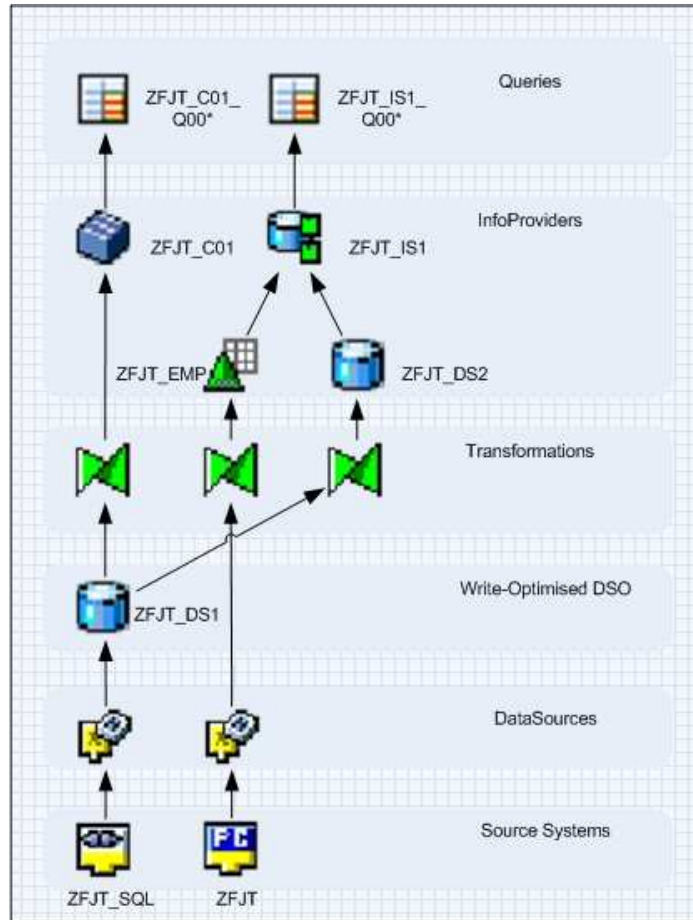 Queries
ZFJT_C01_
Q00*
ZFJT_IS1_
Q00*
InfoProviders
ZFJT_C01
ZFJT_IS1
ZFJT_EMP
ZFJT_DS2
Transformations
Write-Optimised DSO
ZFJT_DS1
DataSources
Source Systems
PC
ZFJT_SQL
ZFJT